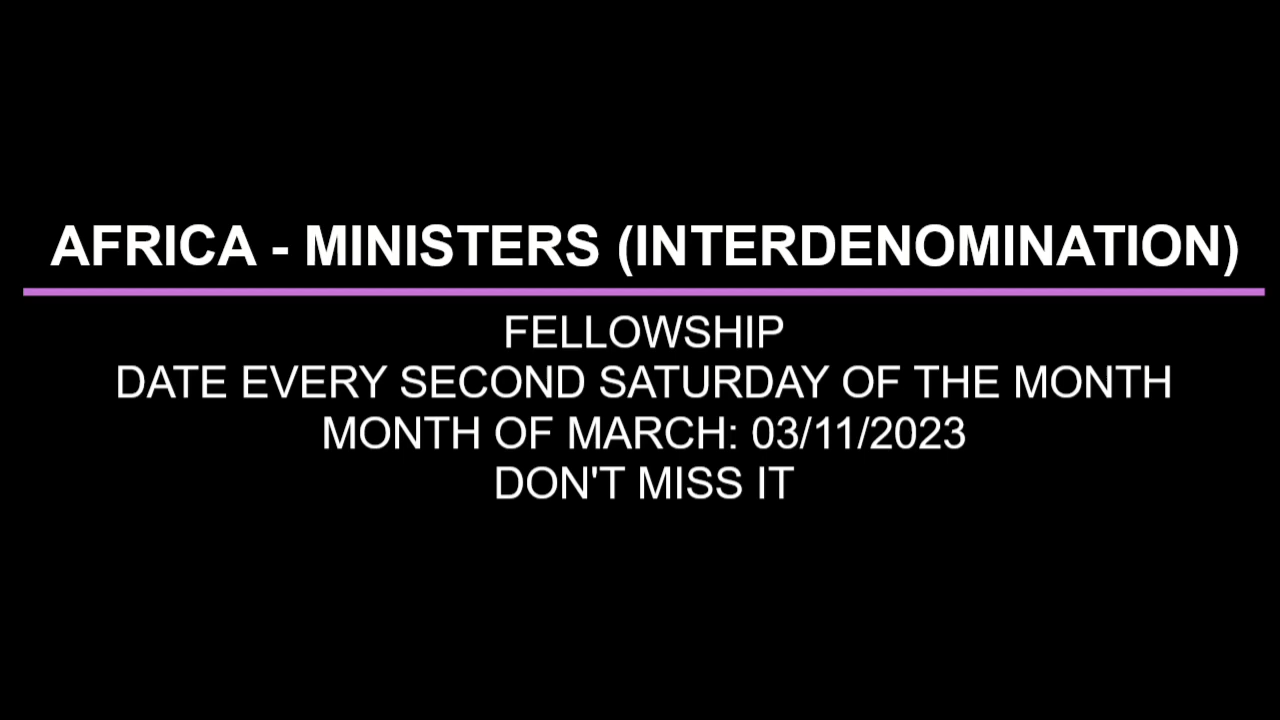 AFRICA - MINISTERS (INTERDENOMINATION)
FELLOWSHIP
DATE EVERY SECOND SATURDAY OF THE MONTH
MONTH OF MARCH: 03/11/2023
DON'T MISS IT